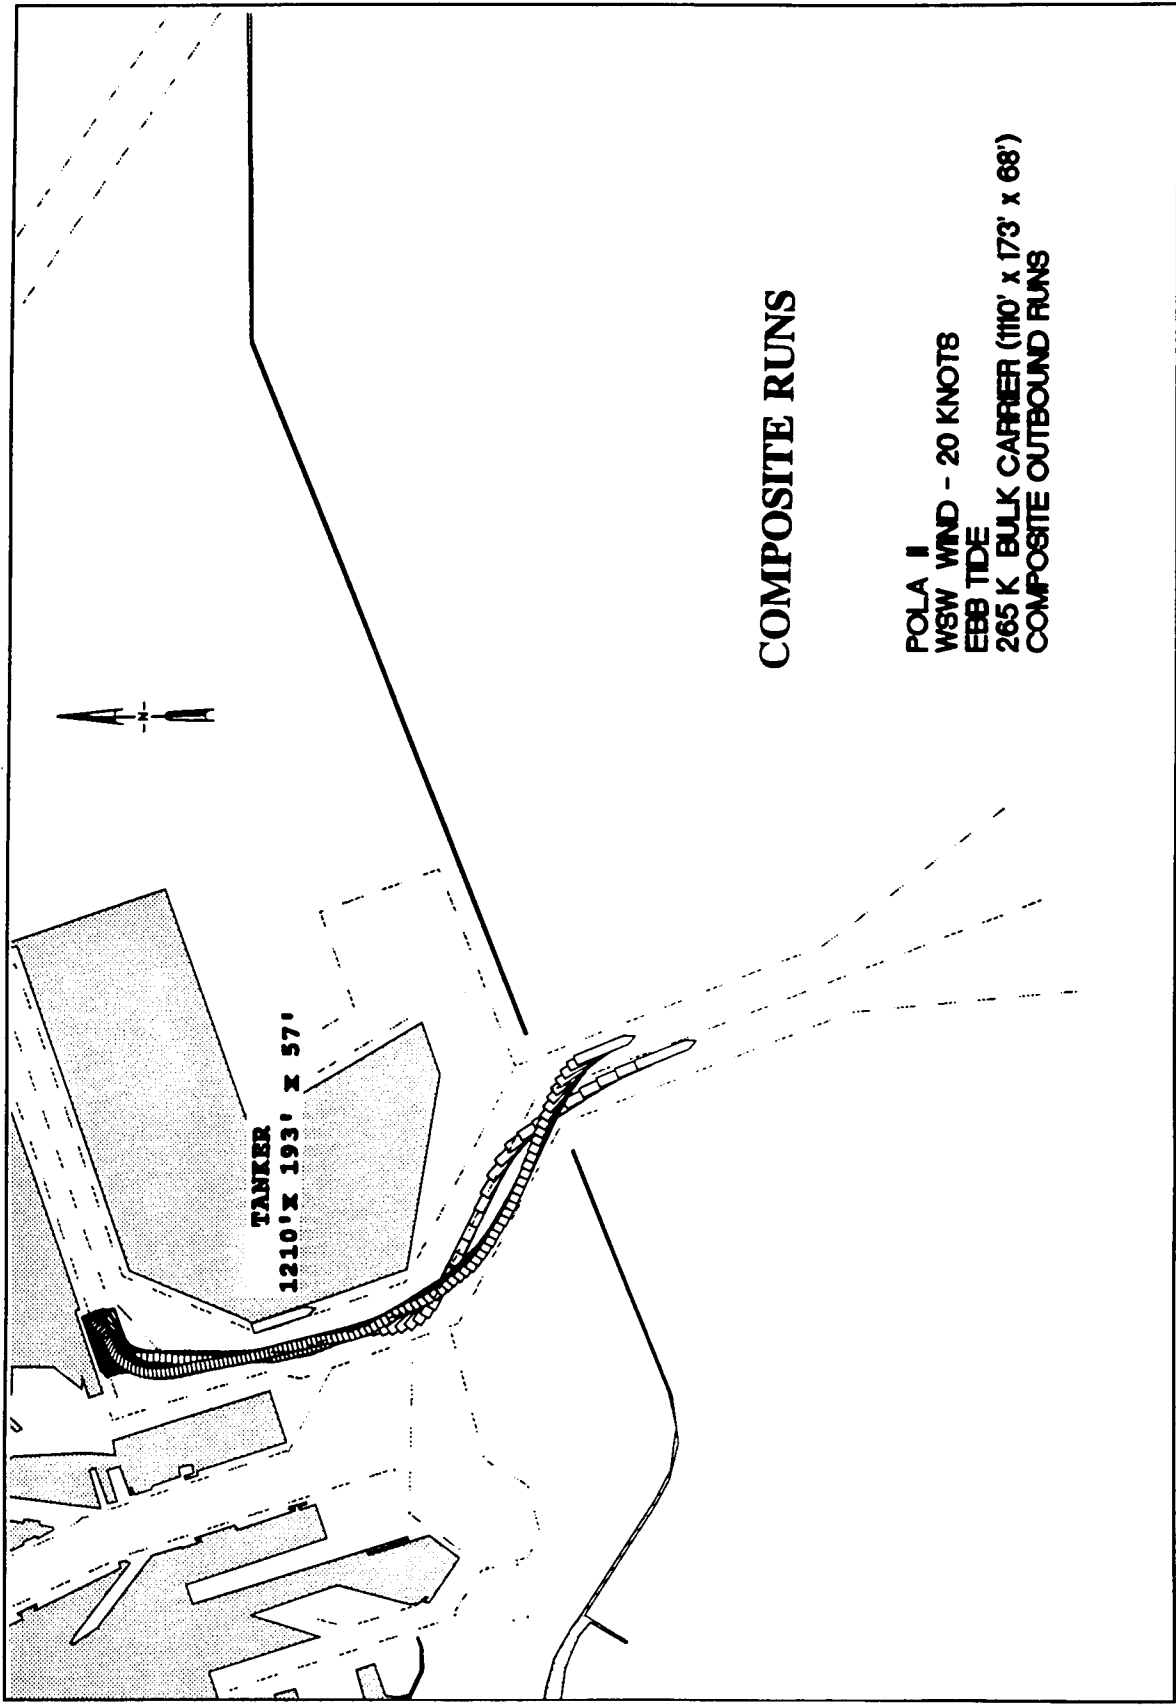 -N-
TANKER
1210' x 193' x 57'
COMPOSITE RUNS
POLA II
WSW WIND - 20 KNOTS
EBB TIDE
265 K BULK CARRIER (1110' x 173' x 68')
COMPOSITE OUTBOUND RUNS